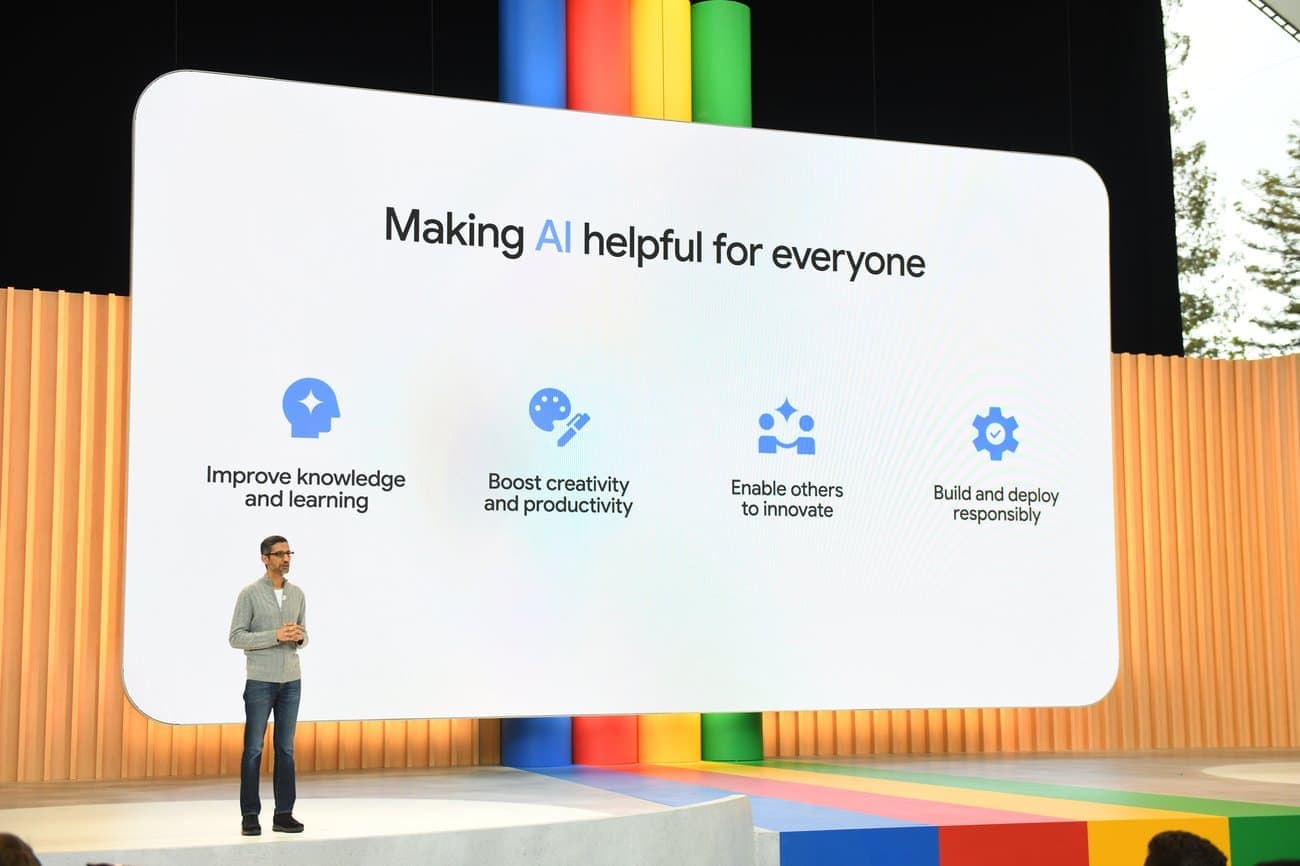 Making AI helpful for everyone
Improve knowledge
and learning
Boost creativity
and productivity
Enable others
to innovate
Build and deploy
responsibly